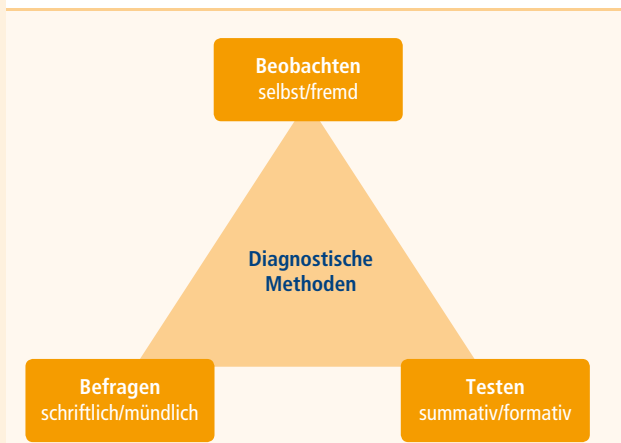 Beobachten
selbst/fremd
Diagnostische
Methoden
Befragen
schriftlich/mündlich
Testen
summativ/formativ